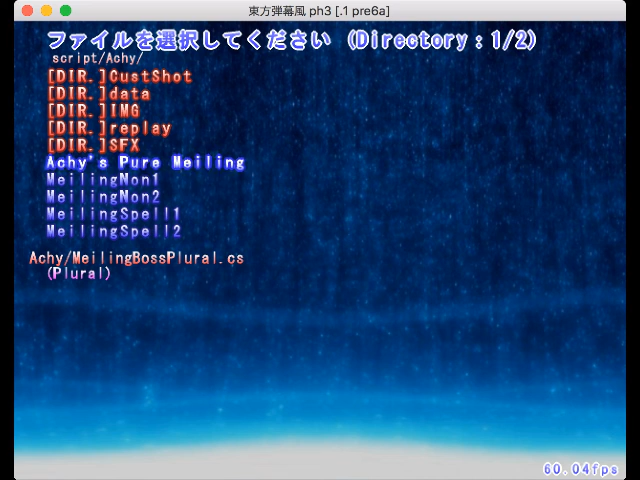 東方弾幕風 ph3 [.1 pre6a]
ファイルを選択してください (Directory：1/2)
script/Achy/
[DIR.]CustShot
[DIR.]data
[DIR.]IMG
[DIR.]replay
[DIR.]SFX
Achy's Pure Meiling
MeilingNon1
MeilingNon2
MeilingSpell1
MeilingSpell2
Achy/MeilingBossPlural.cs
(Plural)
60.04fps